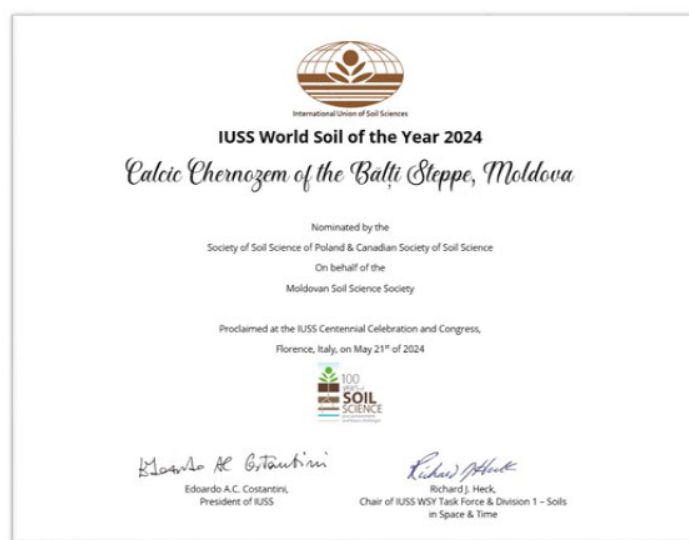 International Union of Soil Sciences
IUSS World Soil of the Year 2024
Calcic Chernozem of the Bălți Steppe, Moldova
Nominated by the
Society of Soil Science of Poland & Canadian Society of Soil Science
On behalf of the
Moldovan Soil Science Society
Proclaimed at the IUSS Centennial Celebration and Congress,
Florence, Italy, on May 21st of 2024
100
YEARS of
SOIL
SCIENCE
Edoardo A.C. Costantini,
President of IUSS
Richard J. Heck,
Chair of IUSS WSY Task Force & Division 1 – Soils
in Space & Time